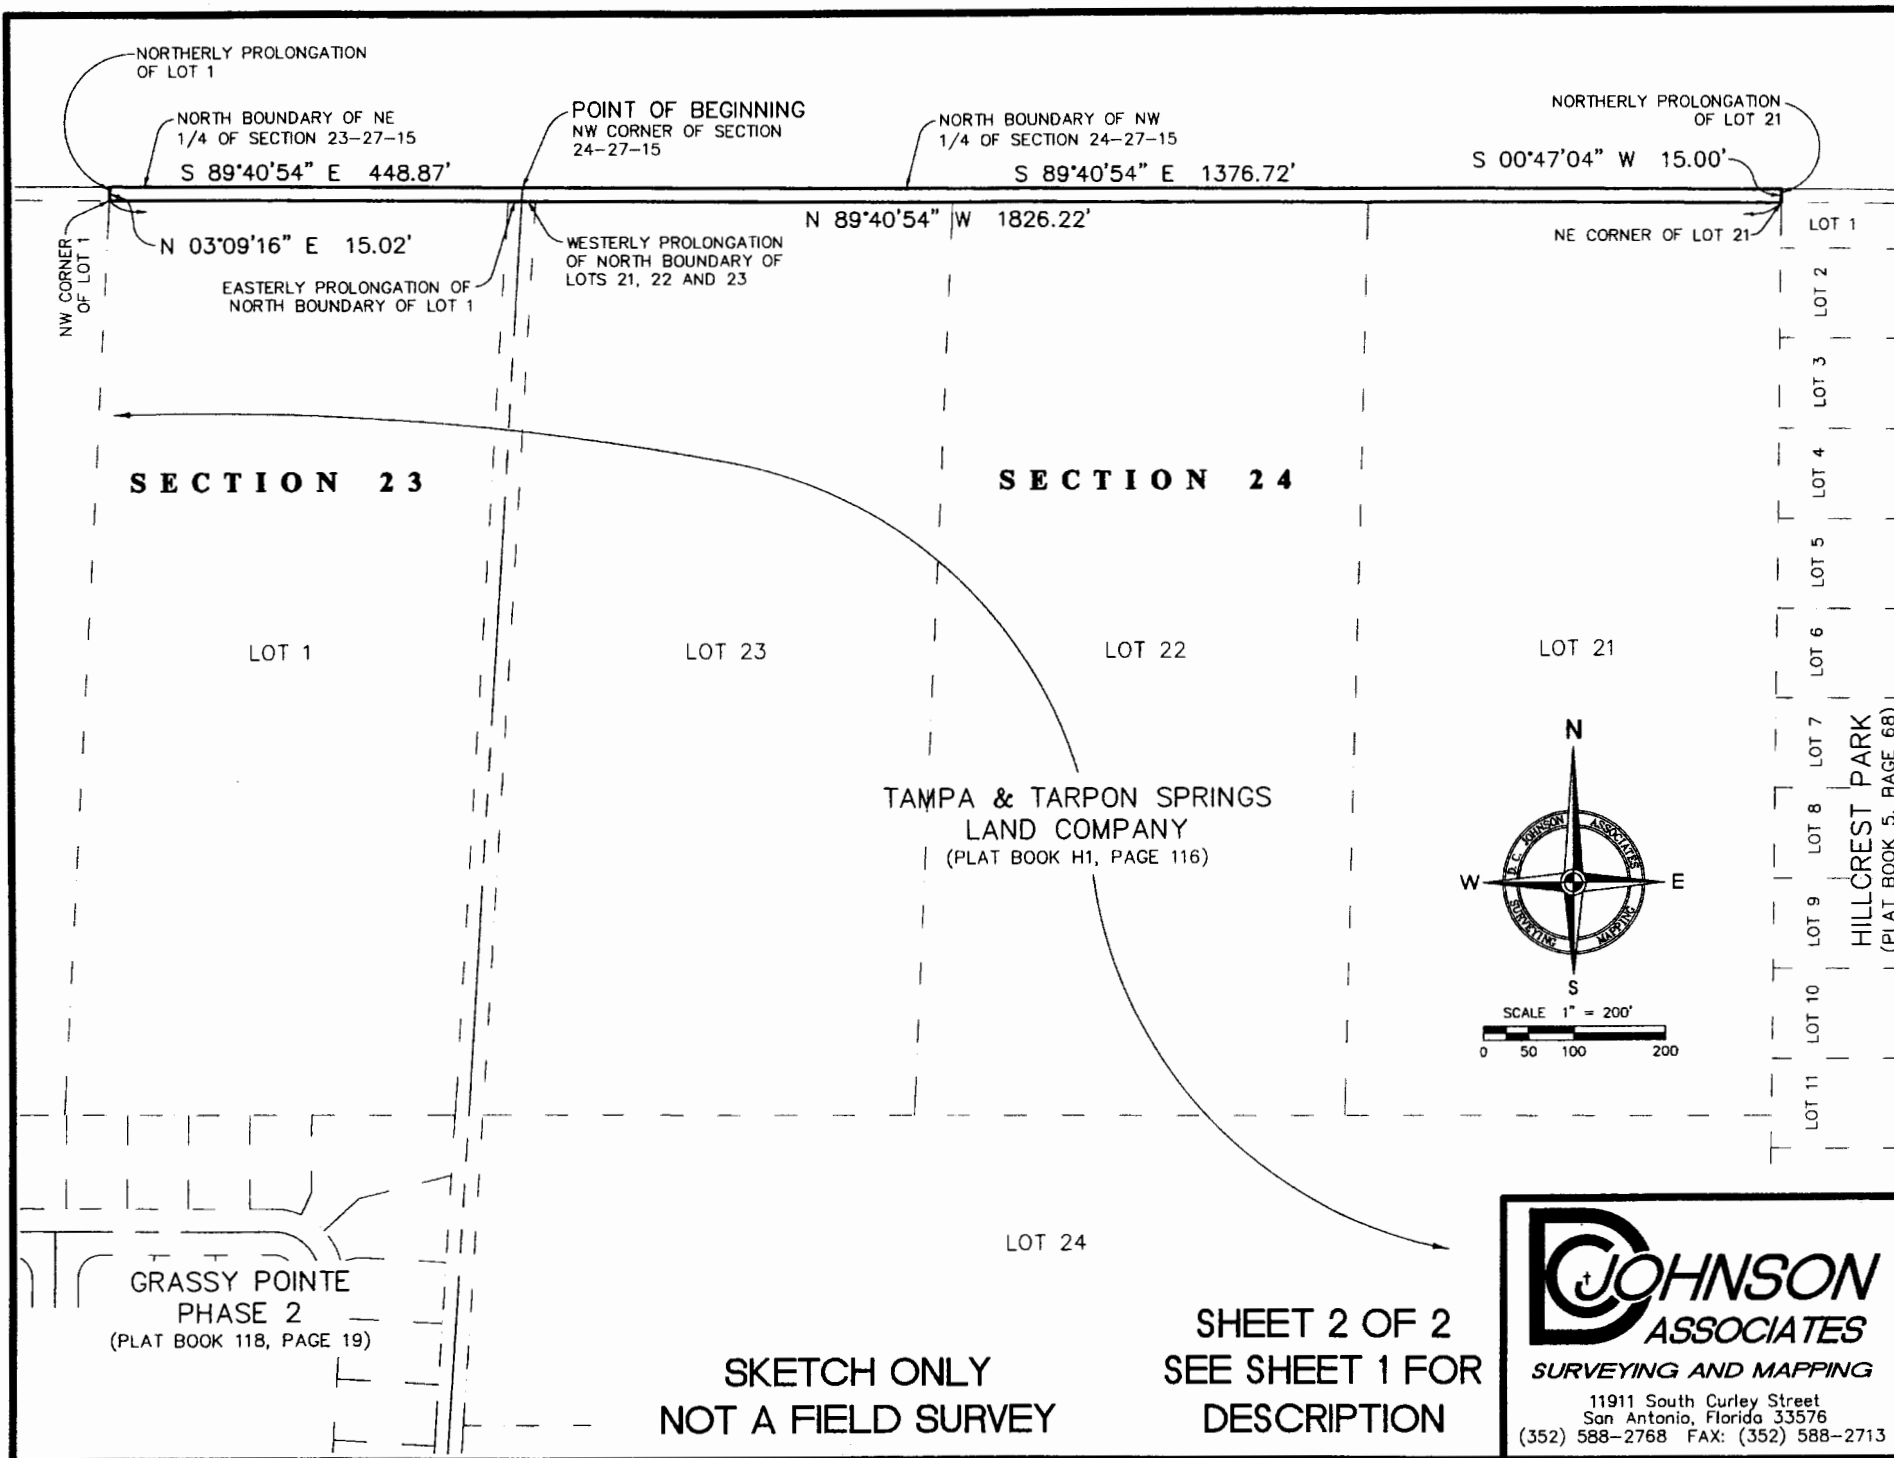 NORTHERLY PROLONGATION
OF LOT 1
NORTH BOUNDARY OF NE
1/4 OF SECTION 23-27-15
POINT OF BEGINNING
NW CORNER OF SECTION
24-27-15
NORTH BOUNDARY OF NW
1/4 OF SECTION 24-27-15
NORTHERLY PROLONGATION
OF LOT 21
S 89°40'54" E 448.87'
S 89°40'54" E 1376.72'
S 00°47'04" W 15.00'
N 89°40'54" W 1826.22'
N 03°09'16" E 15.02'
NW CORNER
OF LOT 1
EASTERLY PROLONGATION OF
NORTH BOUNDARY OF LOT 1
WESTERLY PROLONGATION
OF NORTH BOUNDARY OF
LOTS 21, 22 AND 23
NE CORNER OF LOT 21
LOT 1
LOT 2
LOT 3
LOT 4
LOT 5
LOT 6
LOT 7
LOT 8
LOT 9
LOT 10
LOT 11
HILLCREST PARK
(PLAT BOOK 5, PAGE 68)
SECTION 23
SECTION 24
LOT 1
LOT 23
LOT 22
LOT 21
TAMPA & TARPON SPRINGS
LAND COMPANY
(PLAT BOOK H1, PAGE 116)
N
W
E
S
D. C. JOHNSON ASSOCIATES
SURVEYING MAPPING
SCALE 1" = 200'
0 50 100 200
LOT 24
GRASSY POINTE
PHASE 2
(PLAT BOOK 118, PAGE 19)
SKETCH ONLY
NOT A FIELD SURVEY
SHEET 2 OF 2
SEE SHEET 1 FOR
DESCRIPTION
DC JOHNSON
ASSOCIATES
SURVEYING AND MAPPING
11911 South Curley Street
San Antonio, Florida 33576
(352) 588-2768 FAX: (352) 588-2713